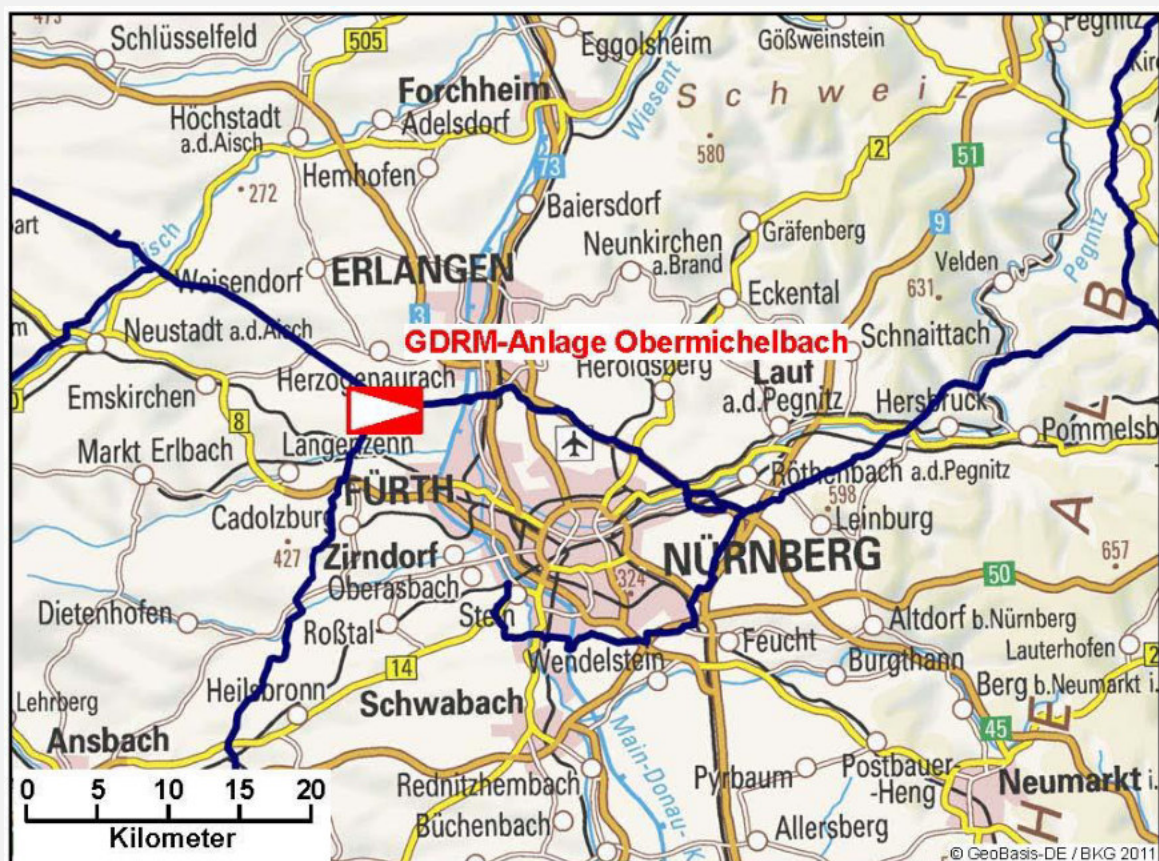 473
Schlüsselfeld
505
Eggolsheim
Gößweinstein
Pegnitz
Forchheim
Wiesent
Schweiz
Höchstadt
a.d.Aisch
Adelsdorf
580
2
51
Hemhofen
73
272
Baiersdorf
Gräfenberg
9
Pegnitz
part
Aisch
Neunkirchen
a.Brand
Velden
Weisendorf
ERLANGEN
Eckental
631
3
Neustadt a.d.Aisch
GDRM-Anlage Obermichelbach
Schnaittach
Herzogenaurach
Heroldsberg
Lauf
a.d.Pegnitz
Hersbruck
Emskirchen
8
Markt Erlbach
Langenzenn
Pommelsb
Röthenbach a.d.Pegnitz
FÜRTH
598
Cadolzburg
Leinburg
427
Zirndorf
NÜRNBERG
657
Oberasbach
324
50
Dietenhofen
Stein
Altdorf b.Nürnberg
Roßtal
Feucht
Lauterhofen
14
Wendelstein
Burgthann
2
Heilsbronn
Berg b.Neumarkt i.
Lehrberg
Schwabach
Ansbach
45
Main-Donau-K
Rednitzhembach
Pyrbaum
Postbauer-
-Heng
Neumarkt i.
Büchenbach
Allersberg
H E
A L B
0 5 10 15 20
Kilometer
© GeoBasis-DE / BKG 2011